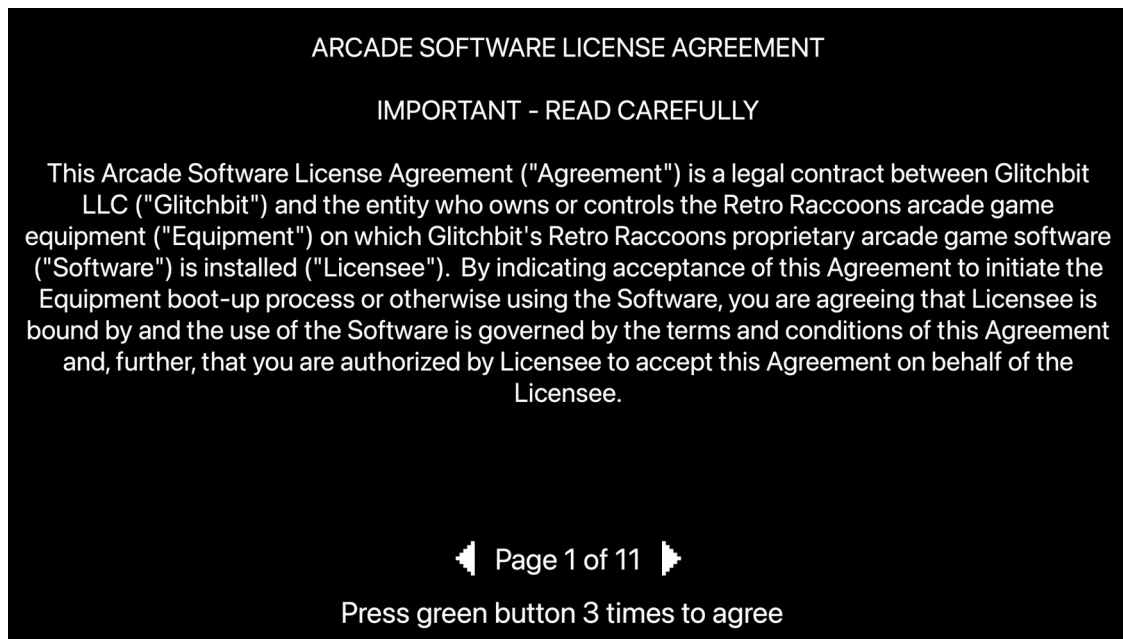 ARCADE SOFTWARE LICENSE AGREEMENT
IMPORTANT - READ CAREFULLY
This Arcade Software License Agreement ("Agreement") is a legal contract between Glitchbit
LLC ("Glitchbit") and the entity who owns or controls the Retro Raccoons arcade game
equipment ("Equipment") on which Glitchbit's Retro Raccoons proprietary arcade game software
("Software") is installed ("Licensee").  By indicating acceptance of this Agreement to initiate the
Equipment boot-up process or otherwise using the Software, you are agreeing that Licensee is
bound by and the use of the Software is governed by the terms and conditions of this Agreement
and, further, that you are authorized by Licensee to accept this Agreement on behalf of the
Licensee.
Page 1 of 11
Press green button 3 times to agree